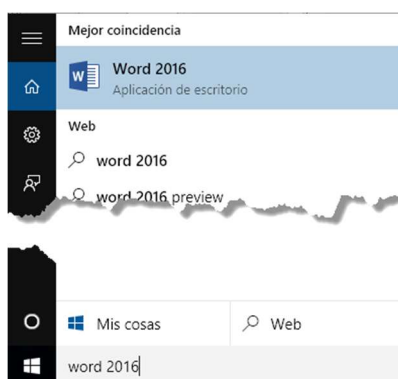 Mejor coincidencia
Word 2016
Aplicación de escritorio
Web
word 2016
word 2016 preview
Mis cosas
Web
word 2016